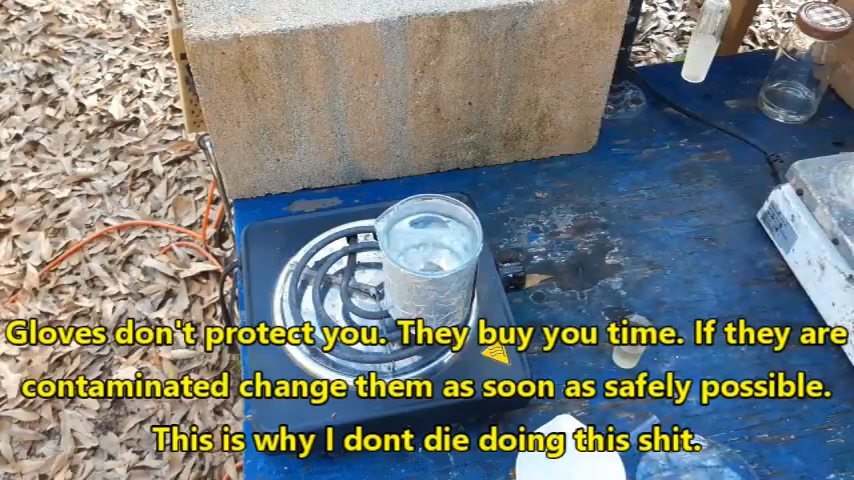 Gloves don't protect you. They buy you time. If they are
contaminated change them as soon as safely possible.
This is why I dont die doing this shit.